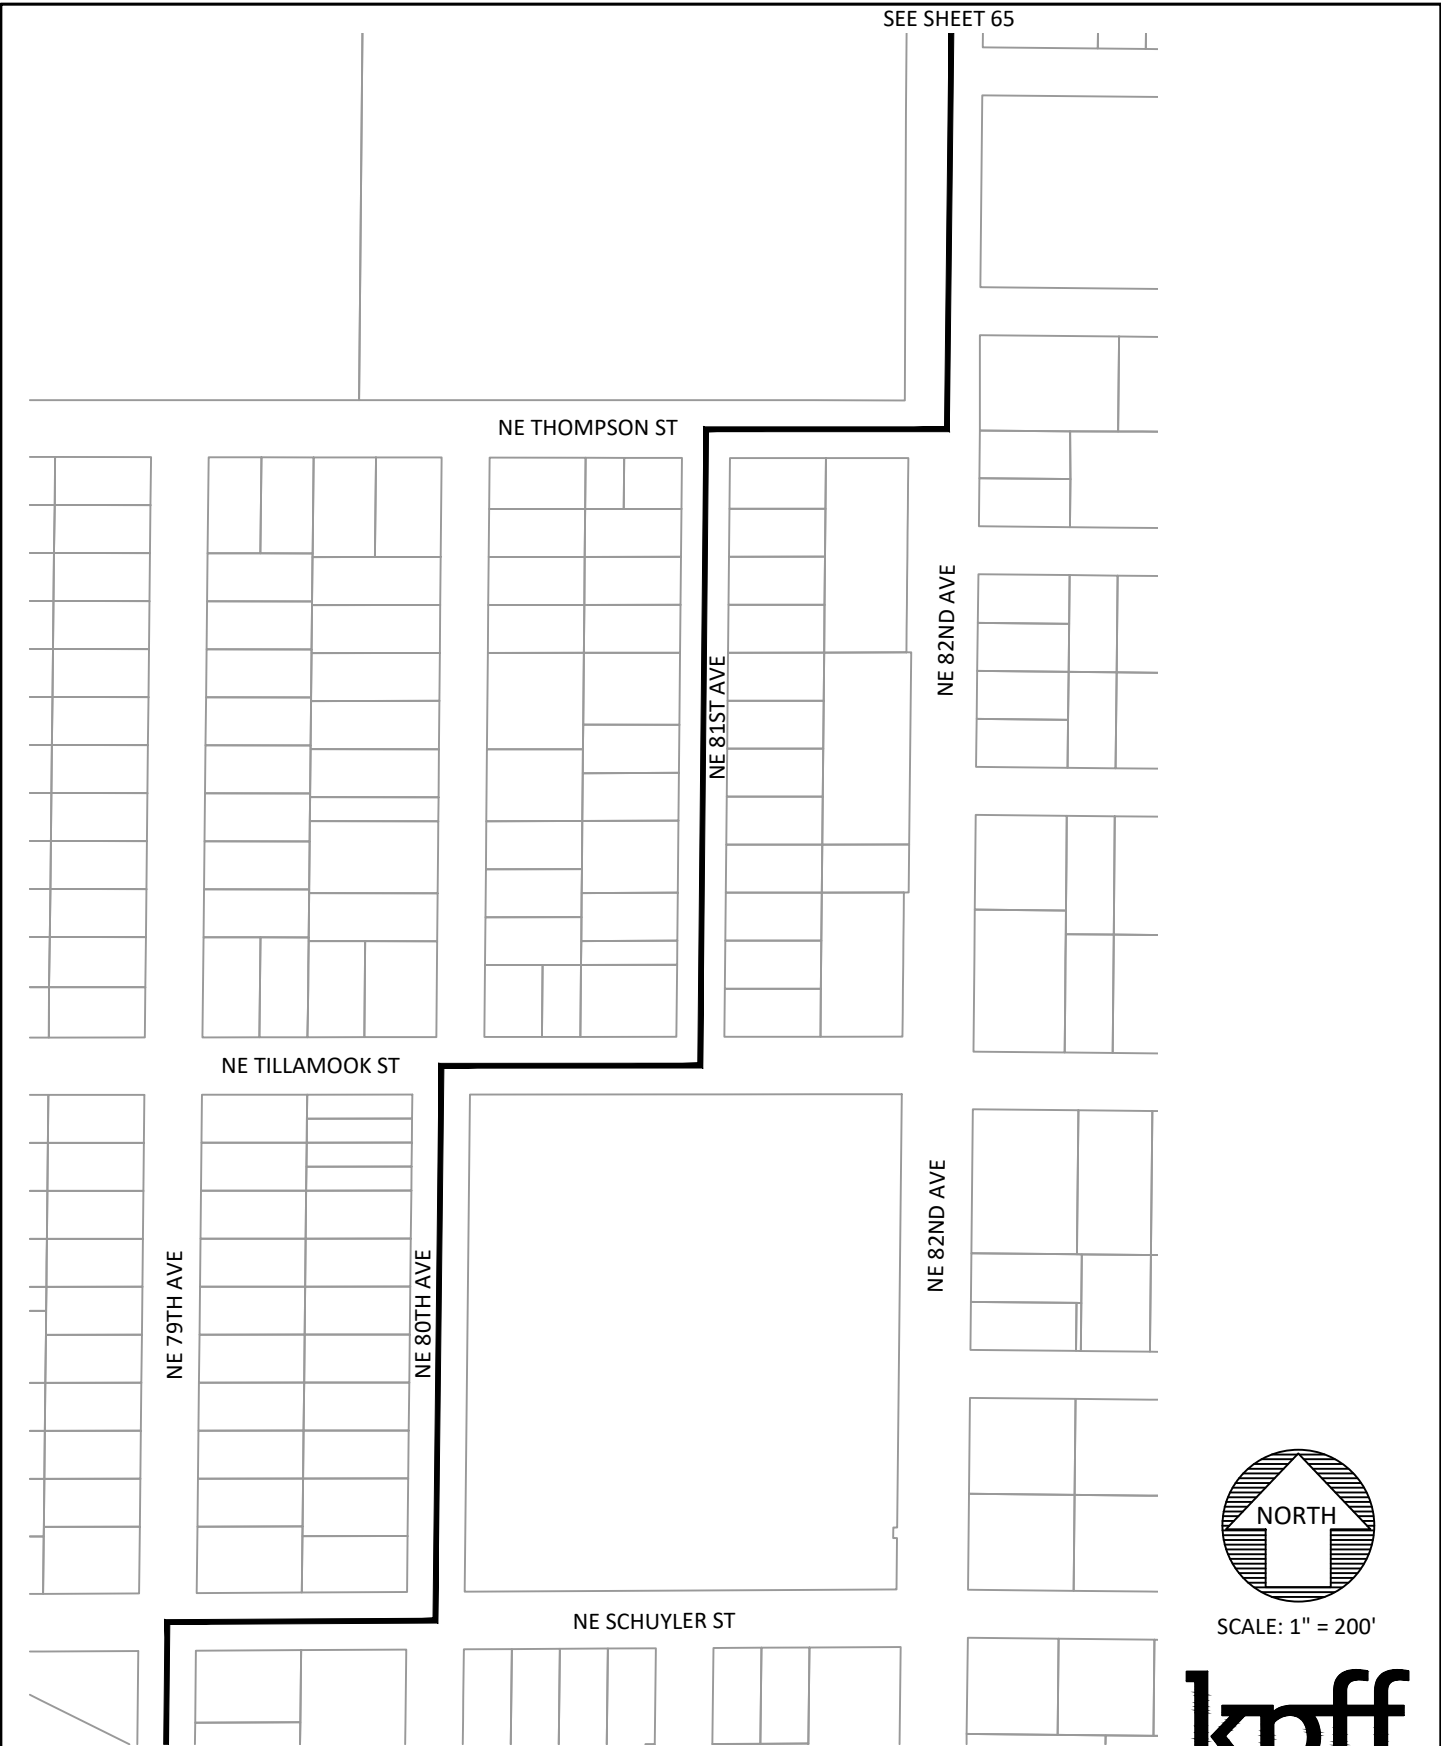 SEE SHEET 65
NE THOMPSON ST
NE 82ND AVE
NE 81ST AVE
NE TILLAMOOK ST
NE 82ND AVE
NE 79TH AVE
NE 80TH AVE
NORTH
NE SCHUYLER ST
SCALE: 1" = 200'
kpff